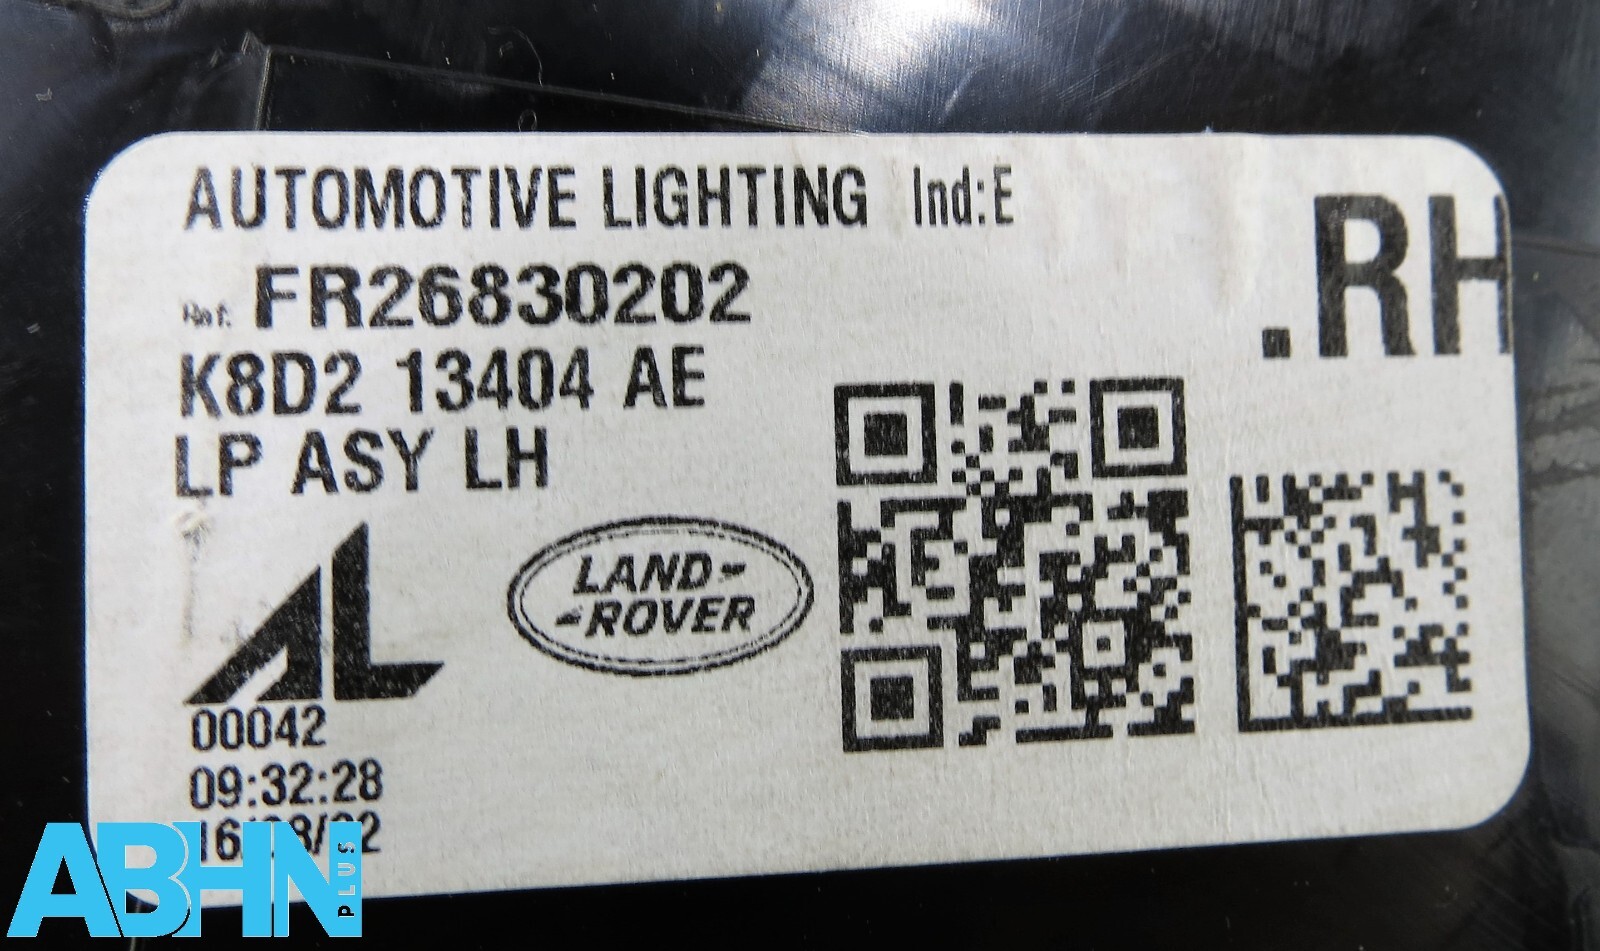 AUTOMOTIVE LIGHTING Ind:E
.RH
Ref. FR26830202
K8D2 13404 AE
LP ASY LH
LAND-
-ROVER
AL
00042
09:32:28
ABHN PLUS